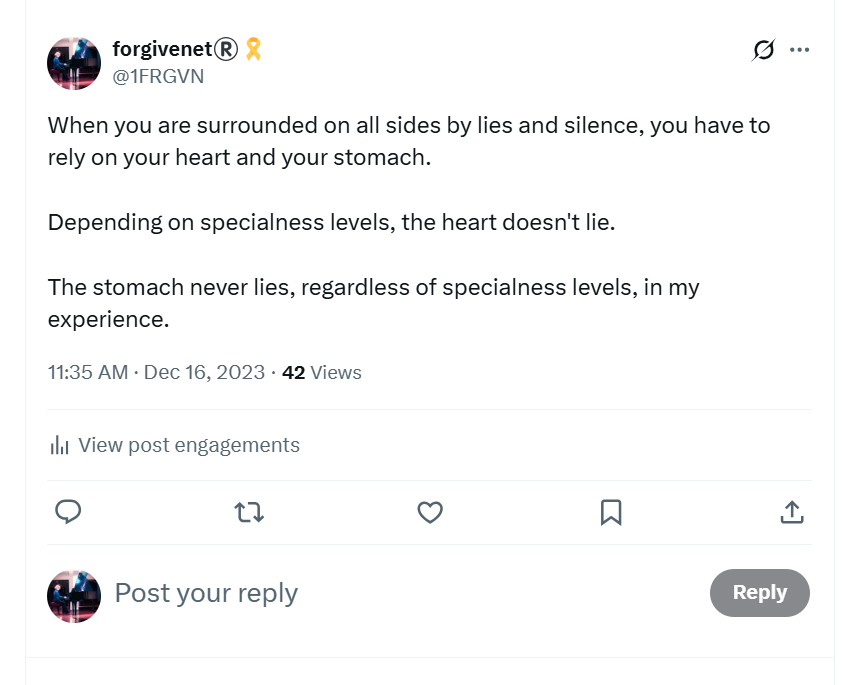 forgivenet® 🎗
@1FRGVN
When you are surrounded on all sides by lies and silence, you have to
rely on your heart and your stomach.
Depending on specialness levels, the heart doesn't lie.
The stomach never lies, regardless of specialness levels, in my
experience.
11:35 AM · Dec 16, 2023 · 42 Views
View post engagements
Post your reply
Reply